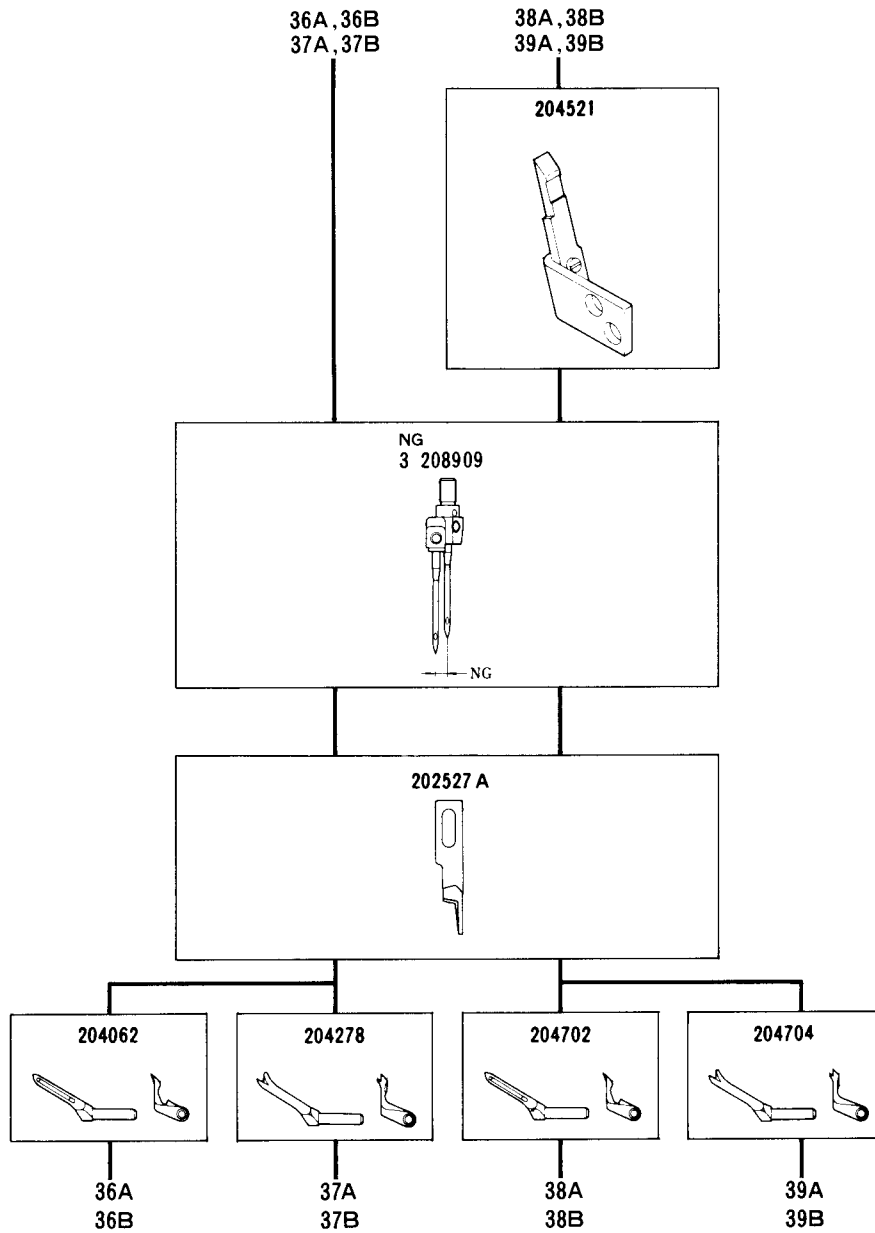 36A, 36B
37A, 37B
38A, 38B
39A, 39B
204521
NG
3 208909
NG
202527 A
204062
204278
204702
204704
36A
36B
37A
37B
38A
38B
39A
39B